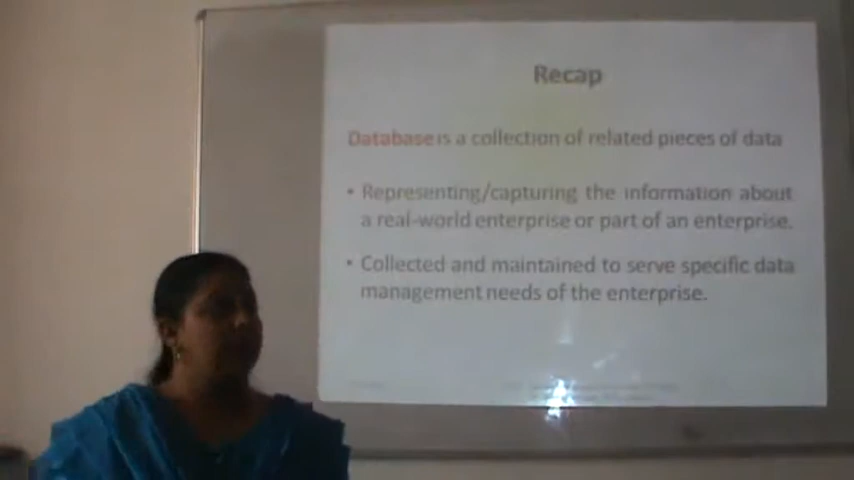 Recap
Database is a collection of related pieces of data
• Representing/capturing the information about
a real-world enterprise or part of an enterprise.
• Collected and maintained to serve specific data
management needs of the enterprise.